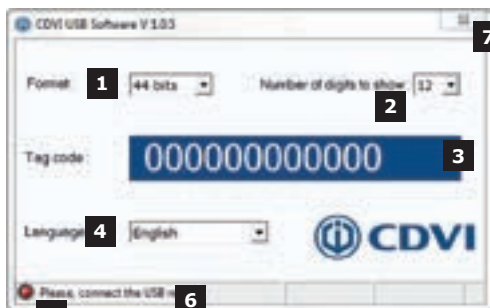 CDVI USB Software V 1.0.5
7
Format: 1 44 bits Number of digits to show: 12
2
Tag code: 000000000000 3
Language 4 English CDVI
Please, connect the USB 6